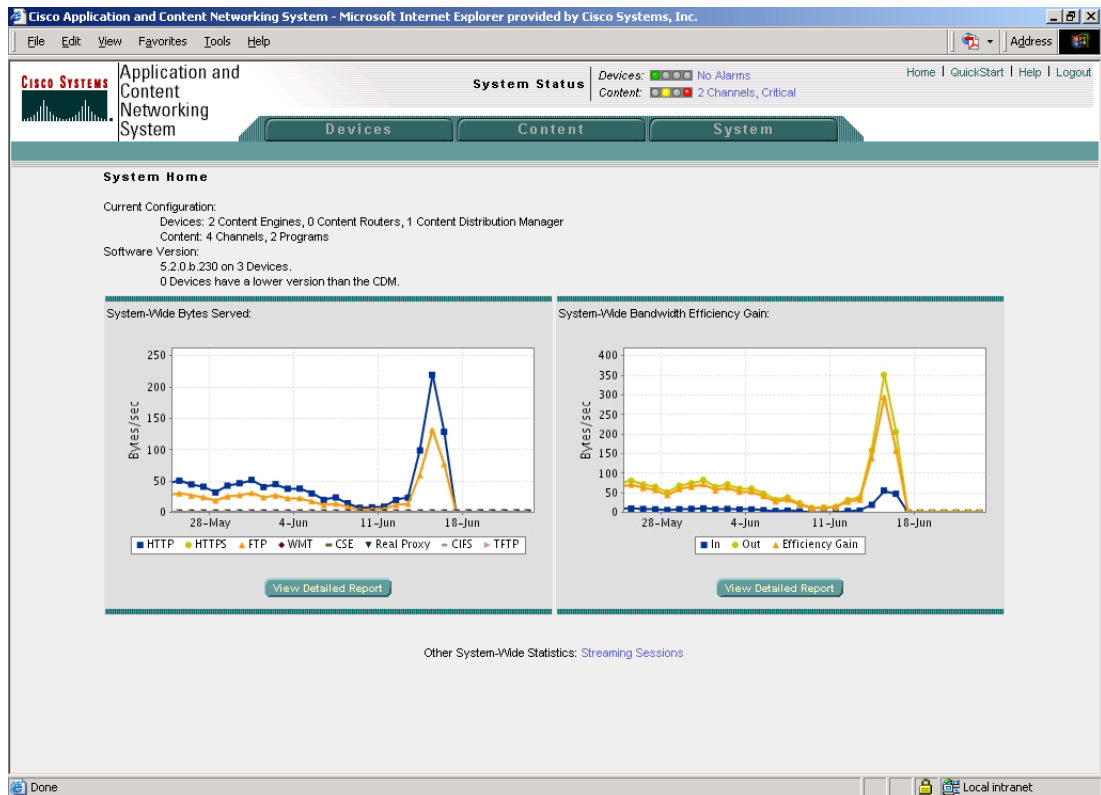 Cisco Application and Content Networking System - Microsoft Internet Explorer provided by Cisco Systems, Inc.
File Edit View Favorites Tools Help
Address
CISCO SYSTEMS
Application and
Content
Networking
System
System Status
Devices: No Alarms
Content: 2 Channels, Critical
Home | QuickStart | Help | Logout
Devices Content System
System Home
Current Configuration:
Devices: 2 Content Engines, 0 Content Routers, 1 Content Distribution Manager
Content: 4 Channels, 2 Programs
Software Version:
5.2.0.b.230 on 3 Devices.
0 Devices have a lower version than the CDM.
System-Wide Bytes Served:
250
200
150
100
50
0
Bytes/sec
28-May 4-Jun 11-Jun 18-Jun
HTTP HTTPS FTP WMT CSE Real Proxy CIFS TFTP
View Detailed Report
System-Wide Bandwidth Efficiency Gain:
400
350
300
250
200
150
100
50
0
Bytes/sec
28-May 4-Jun 11-Jun 18-Jun
In Out Efficiency Gain
View Detailed Report
Other System-Wide Statistics: Streaming Sessions
Done
Local intranet